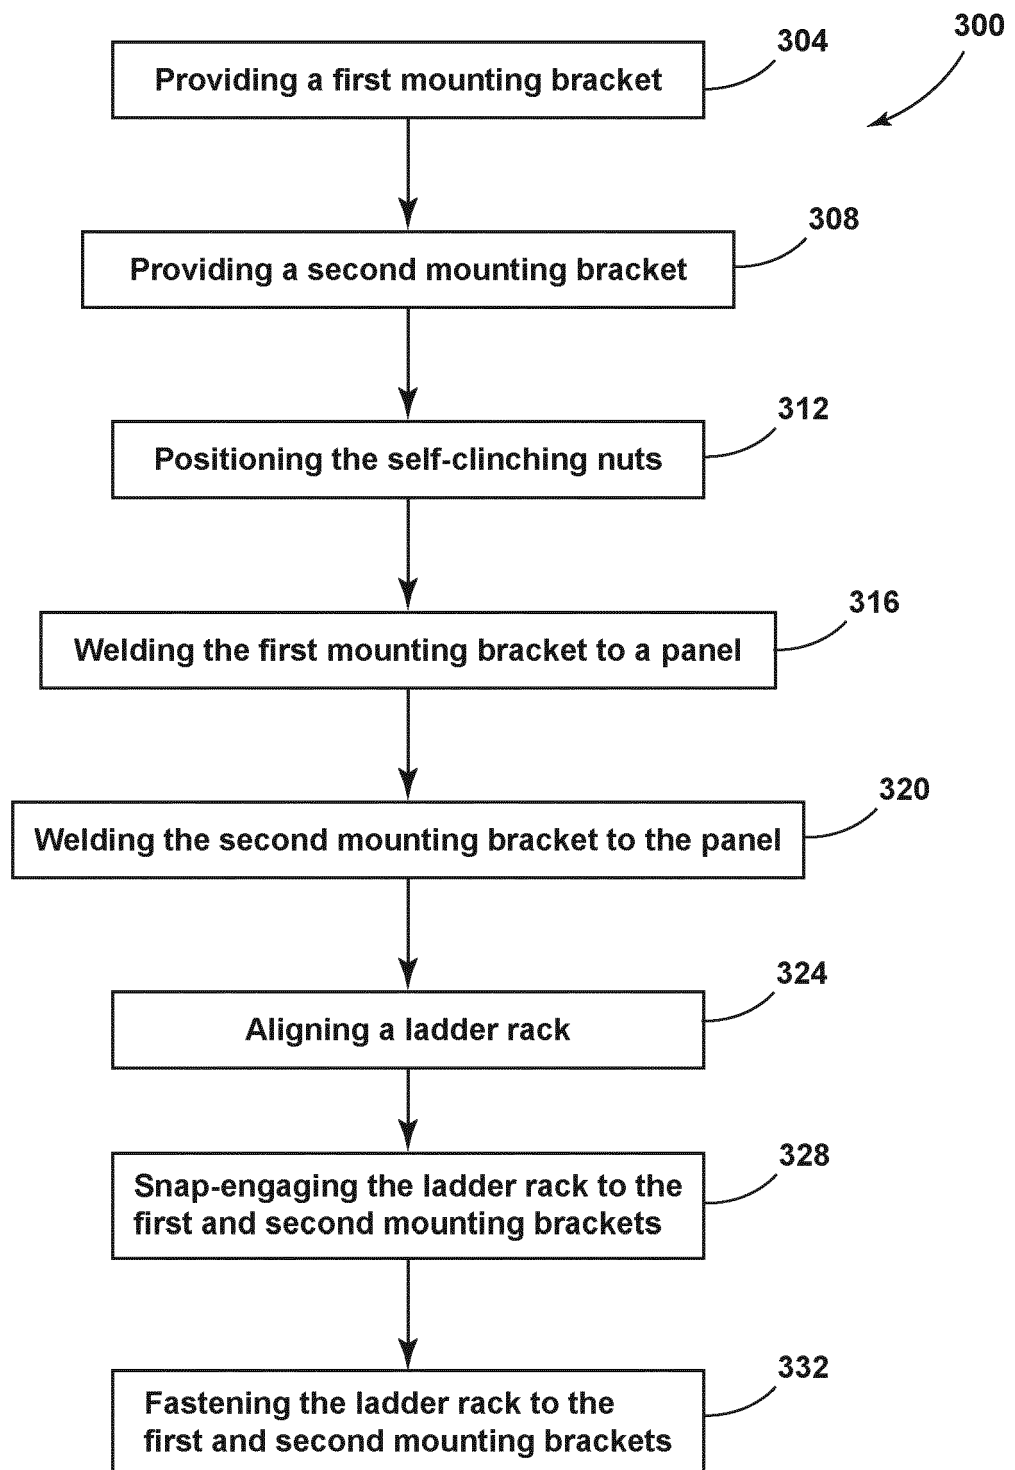 300
304
Providing a first mounting bracket
308
Providing a second mounting bracket
312
Positioning the self-clinching nuts
316
Welding the first mounting bracket to a panel
320
Welding the second mounting bracket to the panel
324
Aligning a ladder rack
328
Snap-engaging the ladder rack to the
first and second mounting brackets
332
Fastening the ladder rack to the
first and second mounting brackets